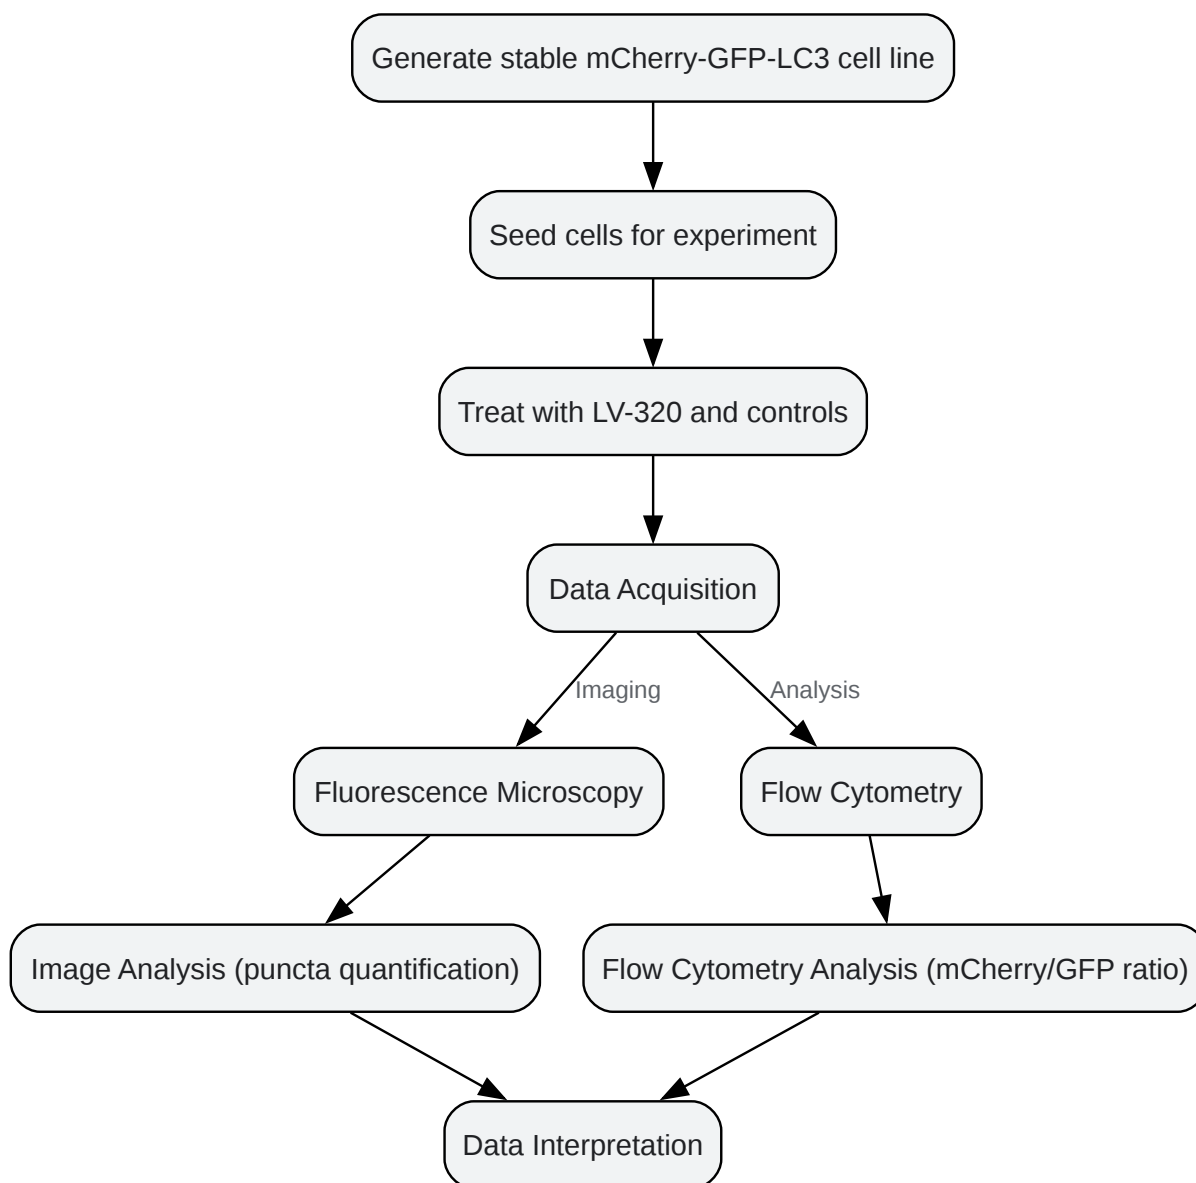 Generate stable mCherry-GFP-LC3 cell line
Seed cells for experiment
Treat with LV-320 and controls
Data Acquisition
Imaging
Analysis
Fluorescence Microscopy
Flow Cytometry
Image Analysis (puncta quantification)
Flow Cytometry Analysis (mCherry/GFP ratio)
Data Interpretation